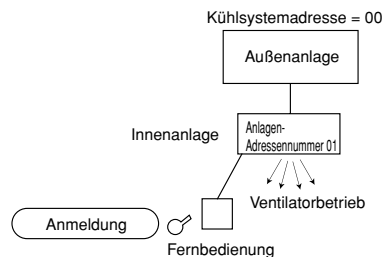 Kühlsystemadresse = 00
Außenanlage
Innenanlage
Anlagen-
Adressennummer 01
Ventilatorbetrieb
Anmeldung
Fernbedienung